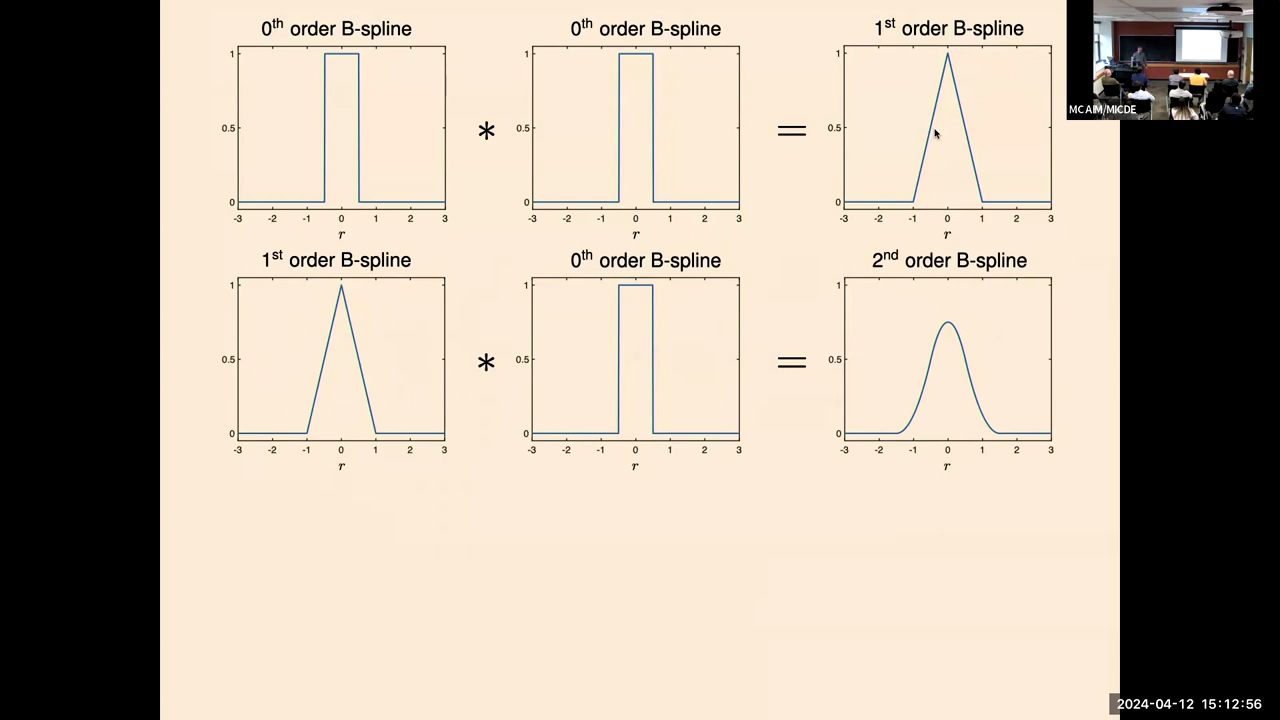 0th order B-spline
0th order B-spline
1st order B-spline
1
0.5
0
-3 -2 -1 0 1 2 3
r
*
1
0.5
0
-3 -2 -1 0 1 2 3
r
=
1
0.5
0
-3 -2 -1 0 1 2 3
r
1st order B-spline
0th order B-spline
2nd order B-spline
1
0.5
0
-3 -2 -1 0 1 2 3
r
*
1
0.5
0
-3 -2 -1 0 1 2 3
r
=
1
0.5
0
-3 -2 -1 0 1 2 3
r
MCAIM/MICDE
2024-04-12 15:12:56